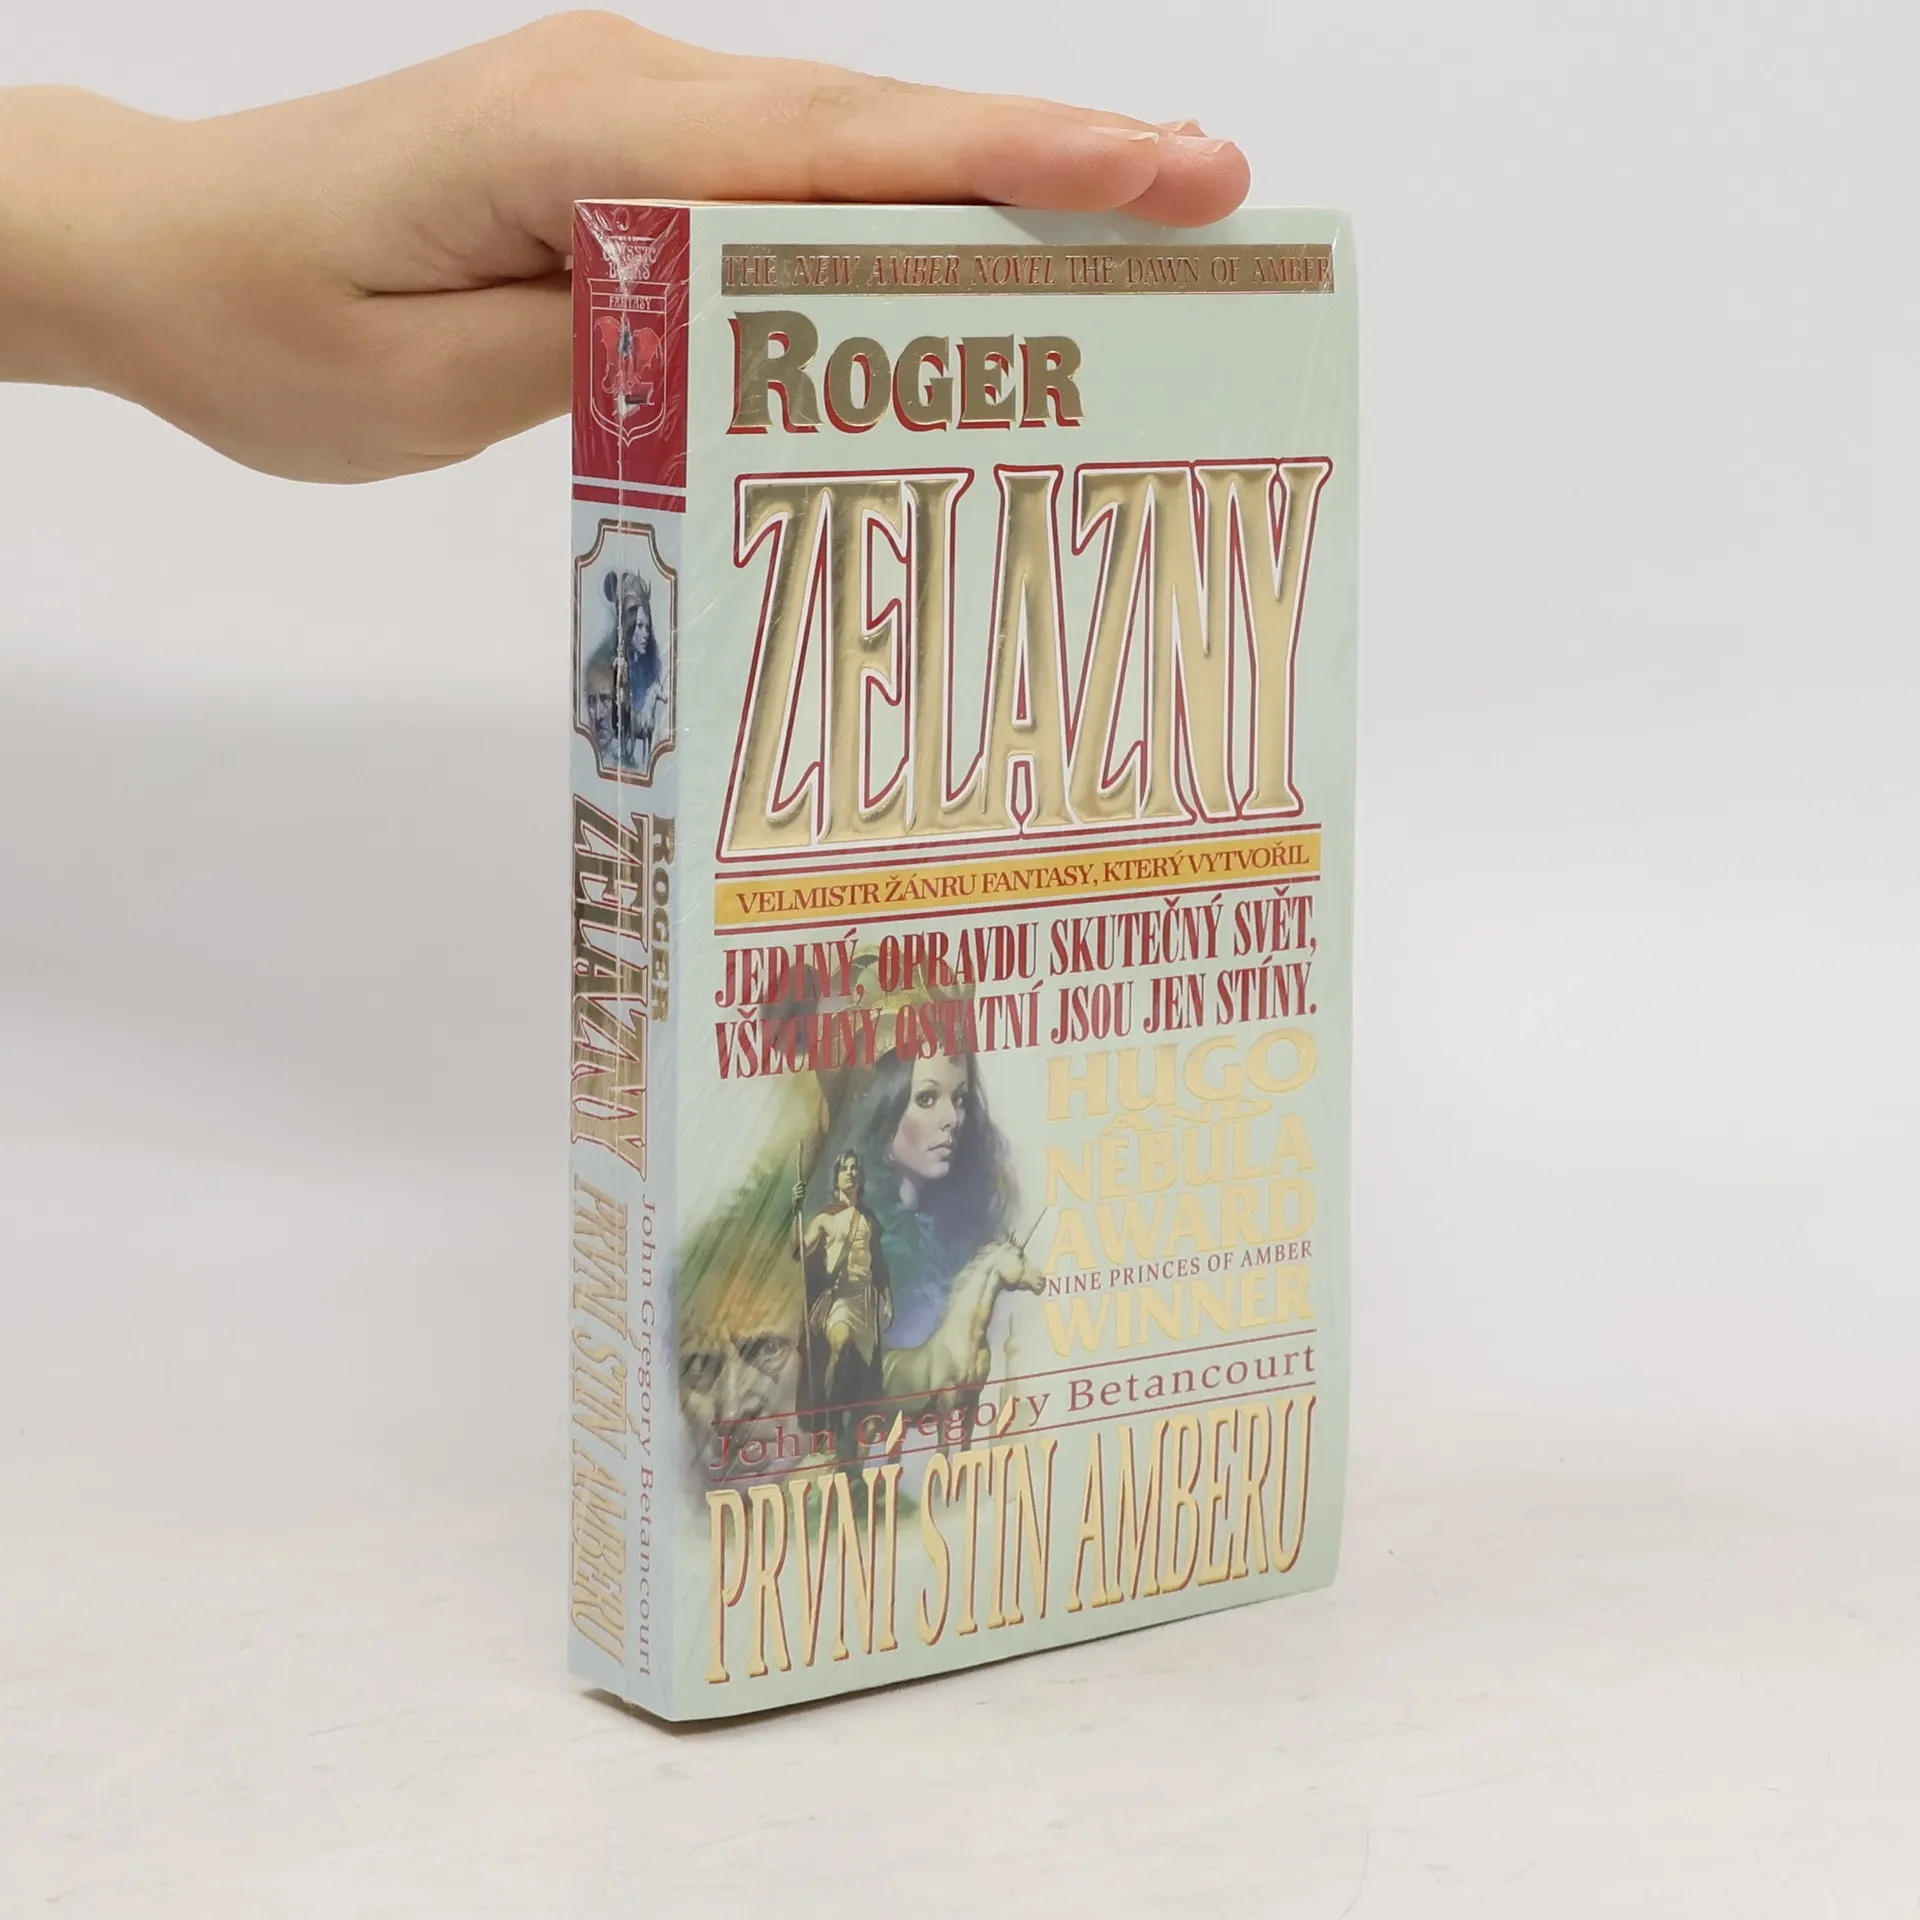 THE NEW AMBER NOVEL THE DAWN OF AMBER
ROGER
ZELAZNY
VELMISTR ŽÁNRU FANTASY, KTERÝ VYTVOŘIL
JEDINÝ, OPRAVDU SKUTEČNÝ SVĚT,
VŠECHNY OSTATNÍ JSOU JEN STÍNY.
HUGO
AND
NEBULA
AWARD
NINE PRINCES OF AMBER
WINNER
John Gregory Betancourt
PRVNÍ STÍN AMBERU
CLASSIC
BOOKS
FANTASY
ROGER
ZELAZNY
John Gregory Betancourt
PRVNÍ STÍN AMBERU